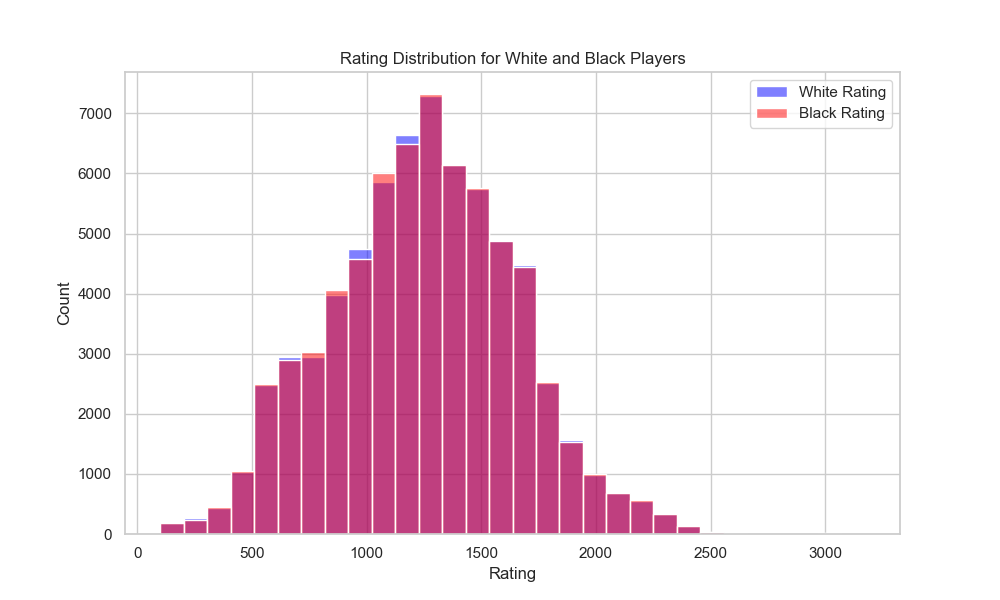 Rating Distribution for White and Black Players
White Rating
Black Rating
7000
6000
5000
4000
3000
2000
1000
0
Count
0 500 1000 1500 2000 2500 3000
Rating